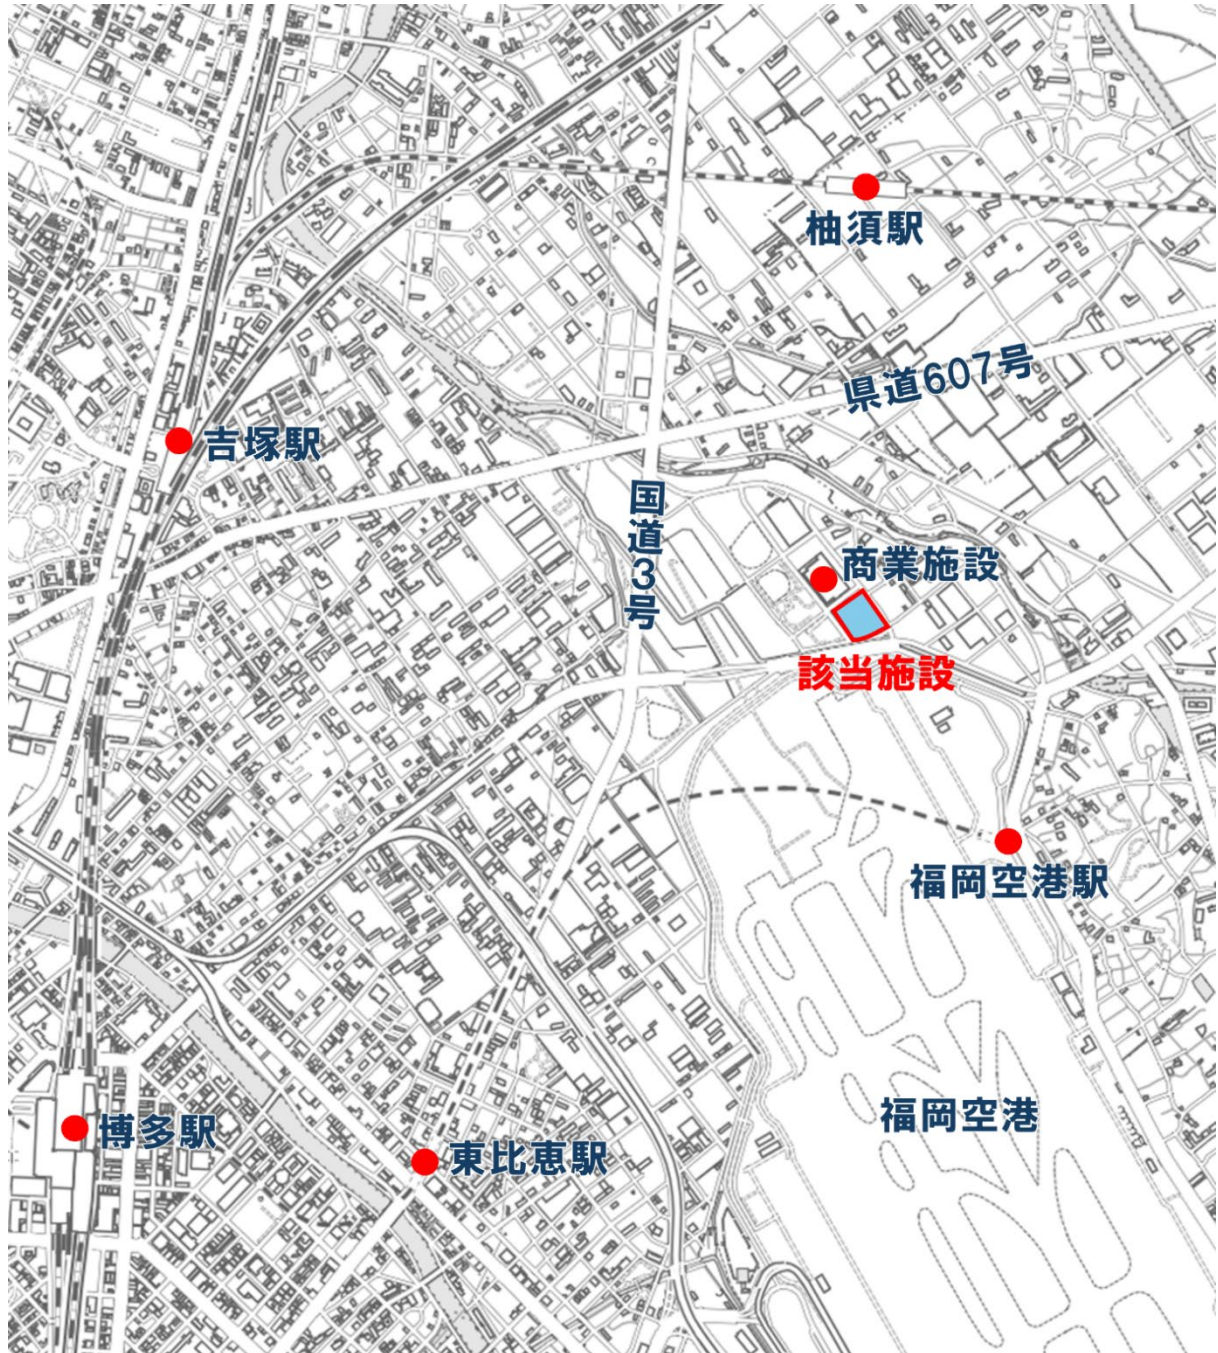 柚須駅
県道607号
吉塚駅
国道3号
商業施設
該当施設
福岡空港駅
福岡空港
博多駅
東比恵駅